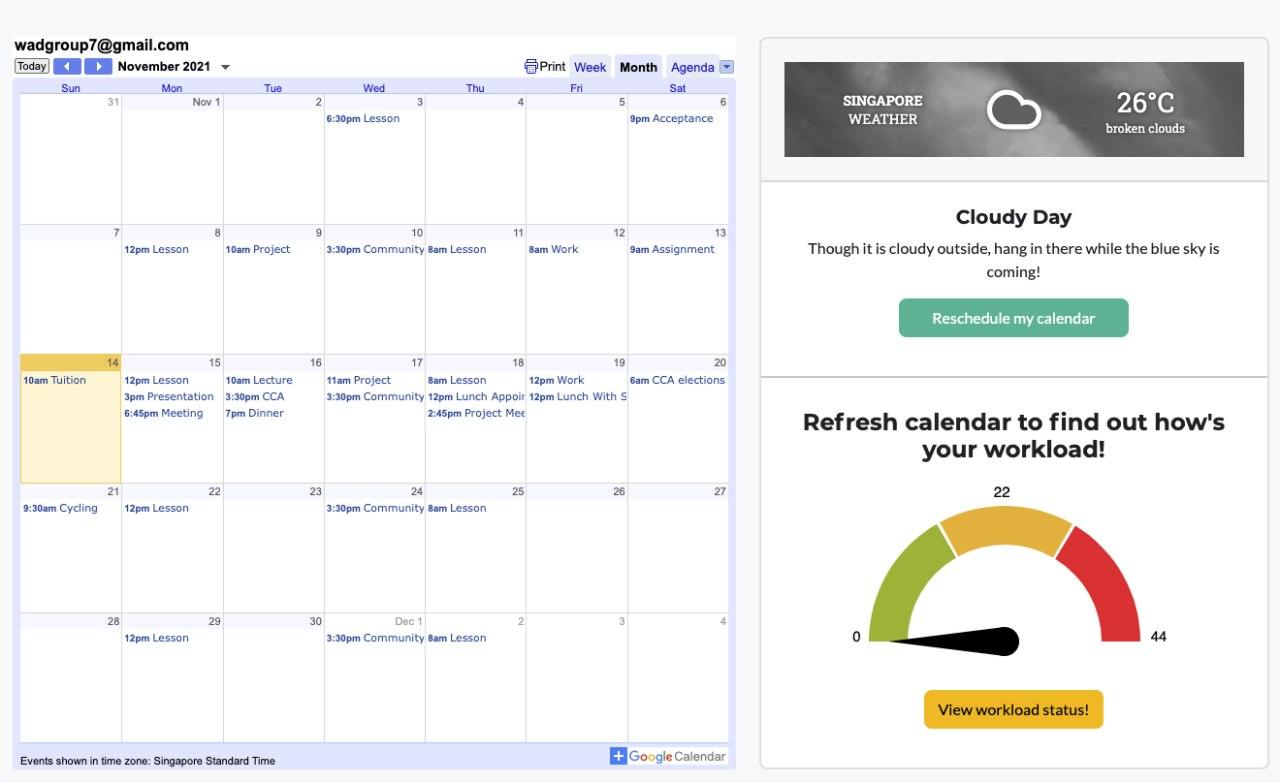 wadgroup7@gmail.com
Today November 2021 Print Week Month Agenda
Sun Mon Tue Wed Thu Fri Sat
31 Nov 1 2 3 4 5 6
6:30pm Lesson 9pm Acceptance
7 8 9 10 11 12 13
12pm Lesson 10am Project 3:30pm Community 8am Lesson 8am Work 9am Assignment
14 15 16 17 18 19 20
10am Tuition 12pm Lesson 10am Lecture 11am Project 8am Lesson 12pm Work 6am CCA elections
3pm Presentation 3:30pm CCA 3:30pm Community 12pm Lunch Appoin 12pm Lunch With S
6:45pm Meeting 7pm Dinner 2:45pm Project Mee
21 22 23 24 25 26 27
9:30am Cycling 12pm Lesson 3:30pm Community 8am Lesson
28 29 30 Dec 1 2 3 4
12pm Lesson 3:30pm Community 8am Lesson
Events shown in time zone: Singapore Standard Time
Google Calendar
SINGAPORE
WEATHER
26°C
broken clouds
Cloudy Day
Though it is cloudy outside, hang in there while the blue sky is
coming!
Reschedule my calendar
Refresh calendar to find out how's
your workload!
22
0
44
View workload status!